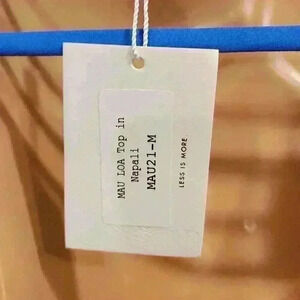 MAU LOA Top in
Napali
MAU21-M
LESS IS MORE.